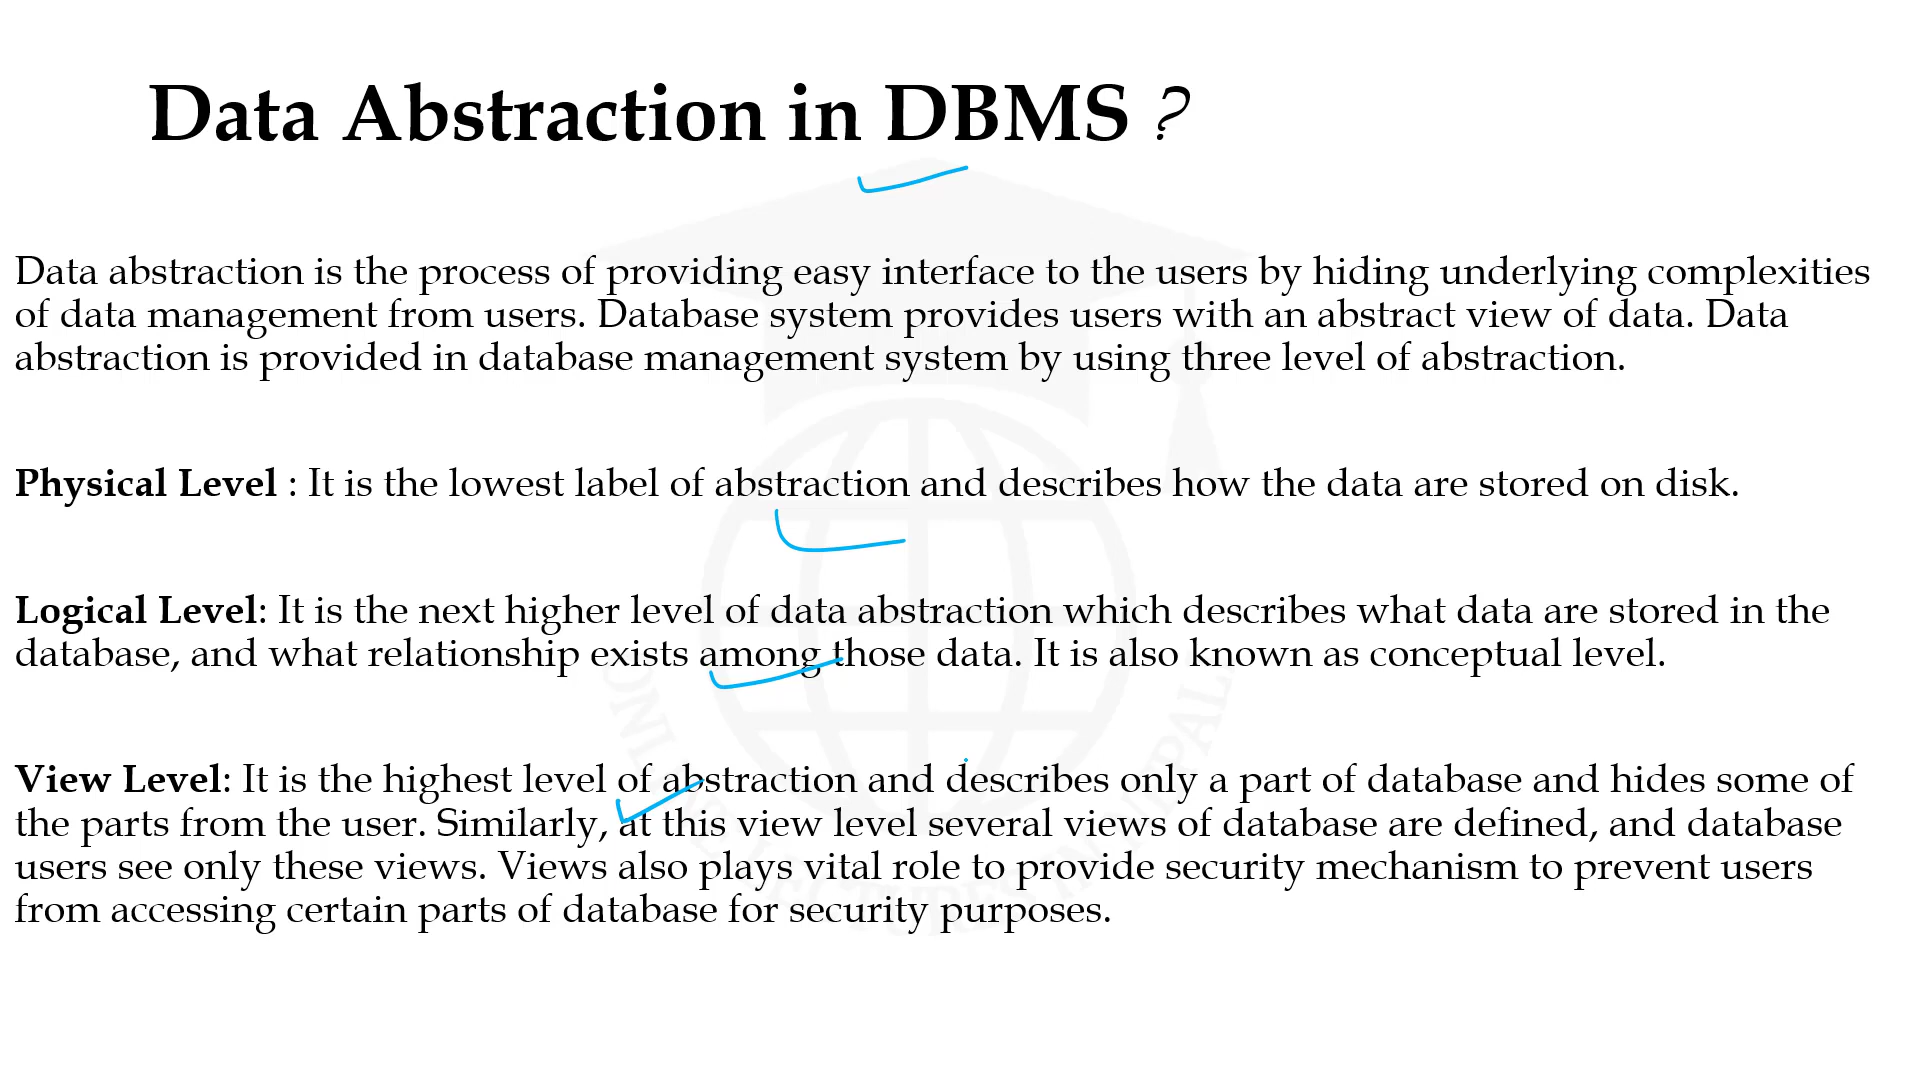 Data Abstraction in DBMS ?
Data abstraction is the process of providing easy interface to the users by hiding underlying complexities
of data management from users. Database system provides users with an abstract view of data. Data
abstraction is provided in database management system by using three level of abstraction.
Physical Level : It is the lowest label of abstraction and describes how the data are stored on disk.
Logical Level: It is the next higher level of data abstraction which describes what data are stored in the
database, and what relationship exists among those data. It is also known as conceptual level.
View Level: It is the highest level of abstraction and describes only a part of database and hides some of
the parts from the user. Similarly, at this view level several views of database are defined, and database
users see only these views. Views also plays vital role to provide security mechanism to prevent users
from accessing certain parts of database for security purposes.